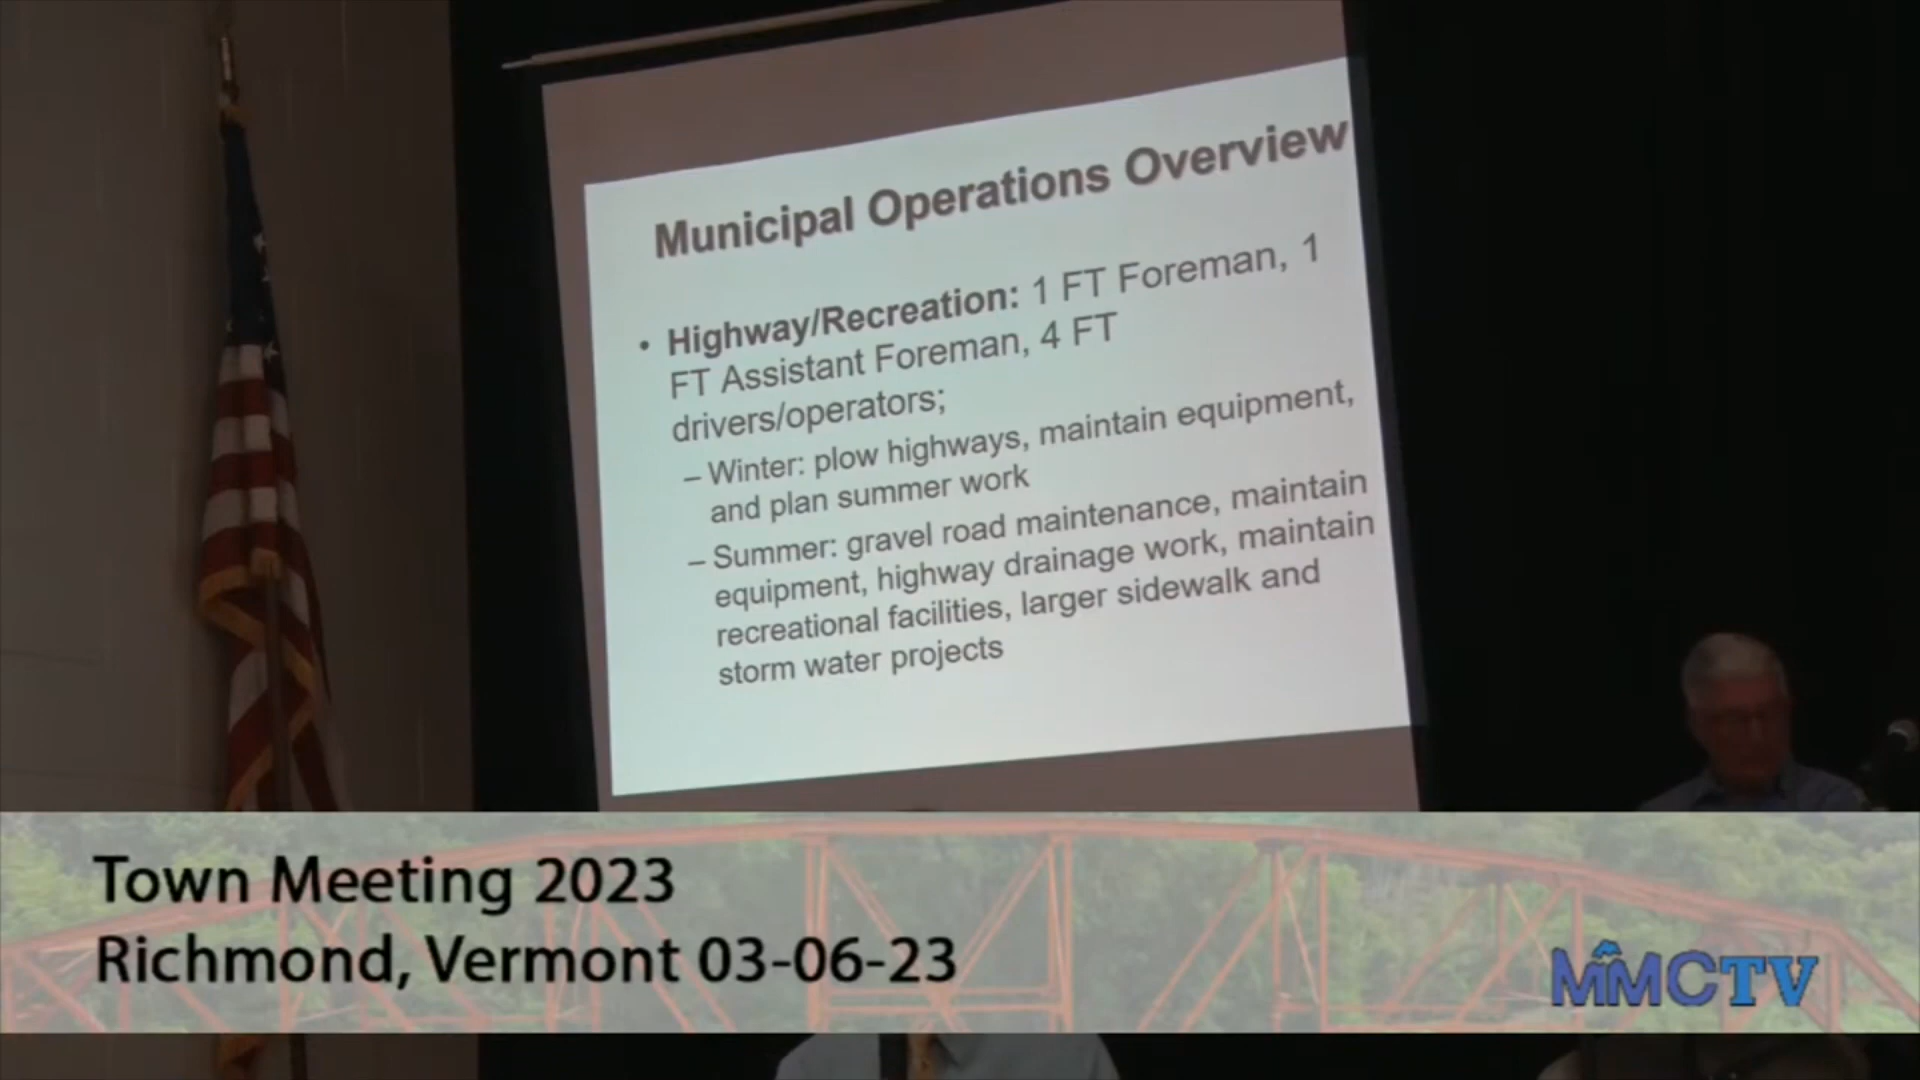 Municipal Operations Overview
• Highway/Recreation: 1 FT Foreman, 1
FT Assistant Foreman, 4 FT
drivers/operators;
– Winter: plow highways, maintain equipment,
and plan summer work
– Summer: gravel road maintenance, maintain
equipment, highway drainage work, maintain
recreational facilities, larger sidewalk and
storm water projects
Town Meeting 2023
Richmond, Vermont 03-06-23
MMCTV